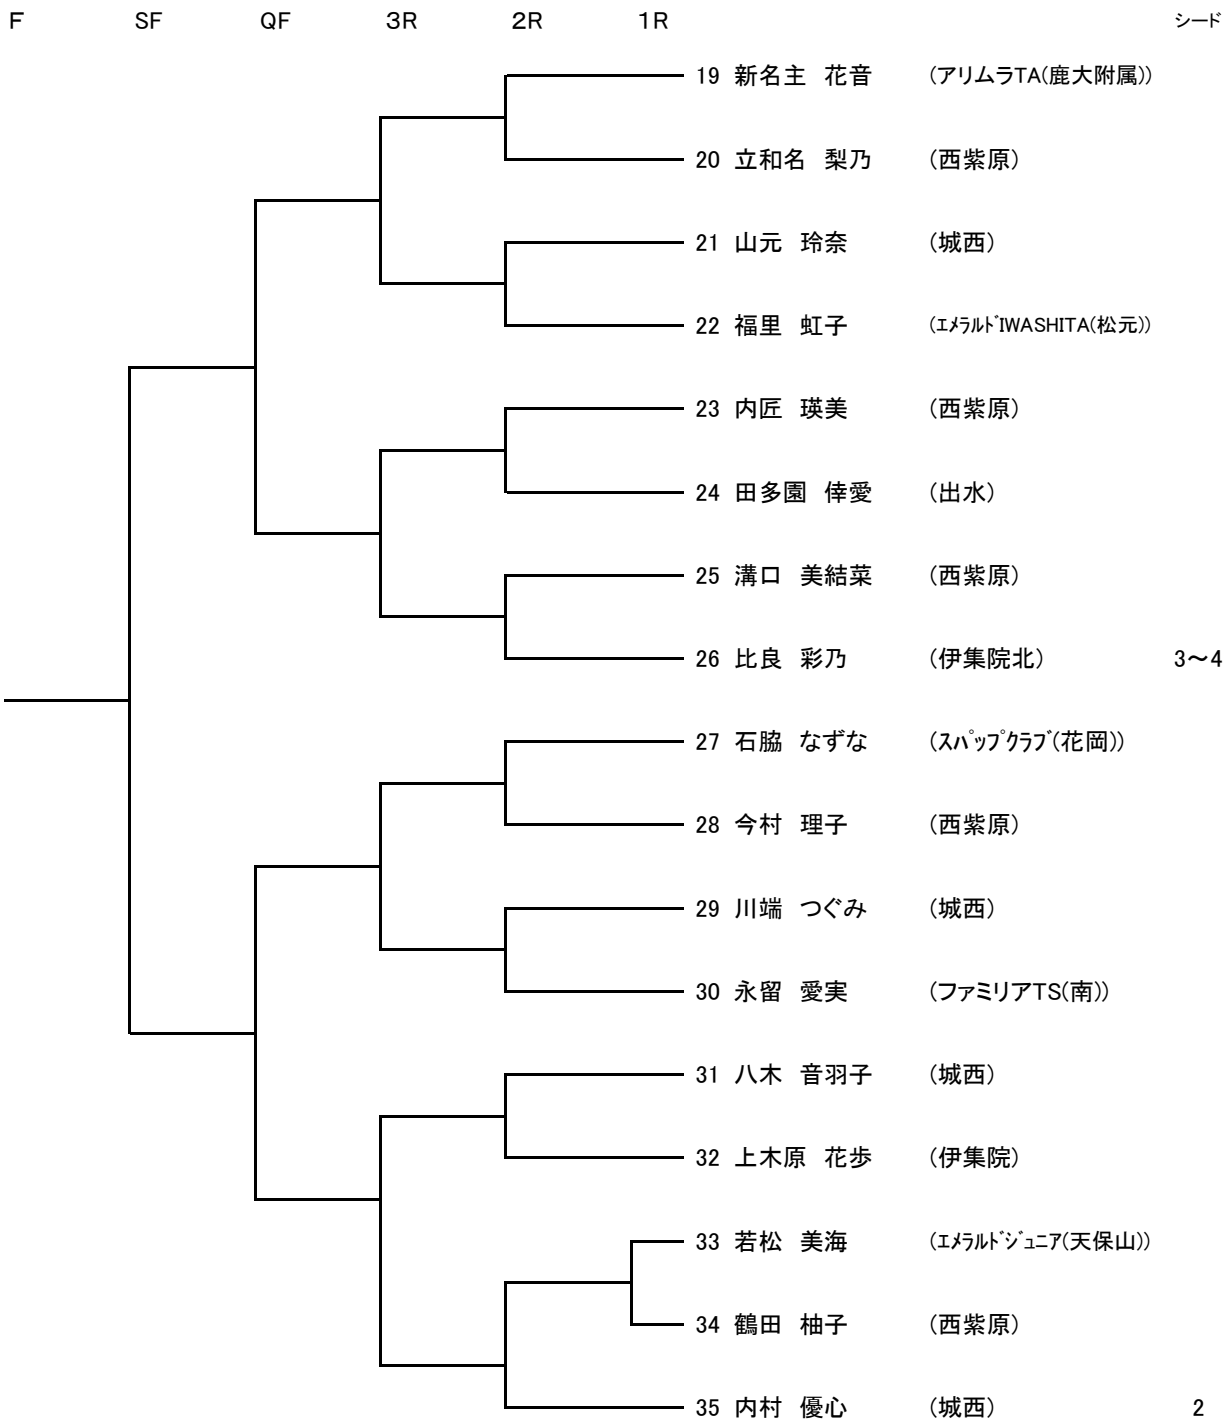 F SF QF 3R 2R 1R シード
19 新名主 花音 (アリムラTA(鹿大附属))
20 立和名 梨乃 (西紫原)
21 山元 玲奈 (城西)
22 福里 虹子 (ｴﾒﾗﾙﾄﾞIWASHITA(松元))
23 内匠 瑛美 (西紫原)
24 田多園 倖愛 (出水)
25 溝口 美結菜 (西紫原)
26 比良 彩乃 (伊集院北) 3～4
27 石脇 なずな (ｽﾊﾟｯﾌﾟｸﾗﾌﾞ(花岡))
28 今村 理子 (西紫原)
29 川端 つぐみ (城西)
30 永留 愛実 (ファミリアTS(南))
31 八木 音羽子 (城西)
32 上木原 花歩 (伊集院)
33 若松 美海 (ｴﾒﾗﾙﾄﾞｼﾞｭﾆｱ(天保山))
34 鶴田 柚子 (西紫原)
35 内村 優心 (城西) 2